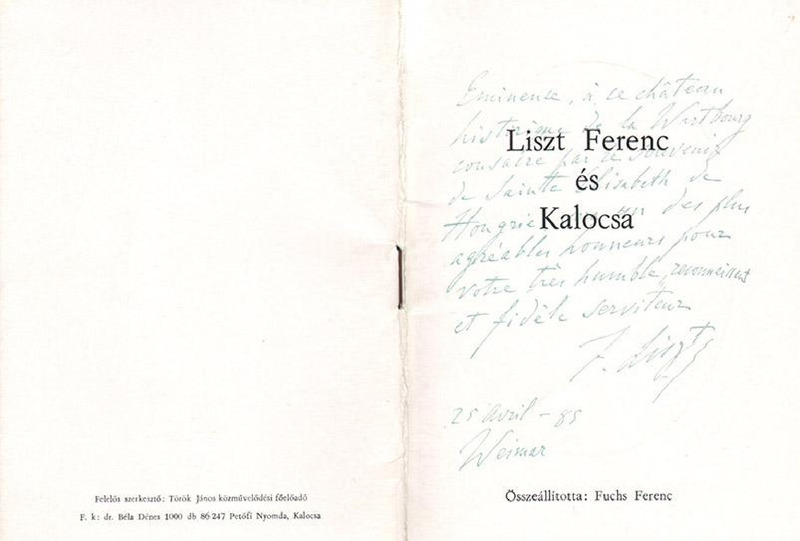 Felelős szerkesztő: Török János közművelődési főelőadó
F. k: dr. Béla Dénes 1000 db 86 247 Petőfi Nyomda, Kalocsa
Eminence, à ce château
historique de la Wartbourg
consacré par ce souvenir
de Sainte Elisabeth de
Hongrie des plus
agréables honneurs pour
votre très humble, reconnaissant
et fidèle serviteur
F. Liszt
25 Avril - 85
Weimar
Liszt Ferenc
és
Kalocsa
Összeállította: Fuchs Ferenc